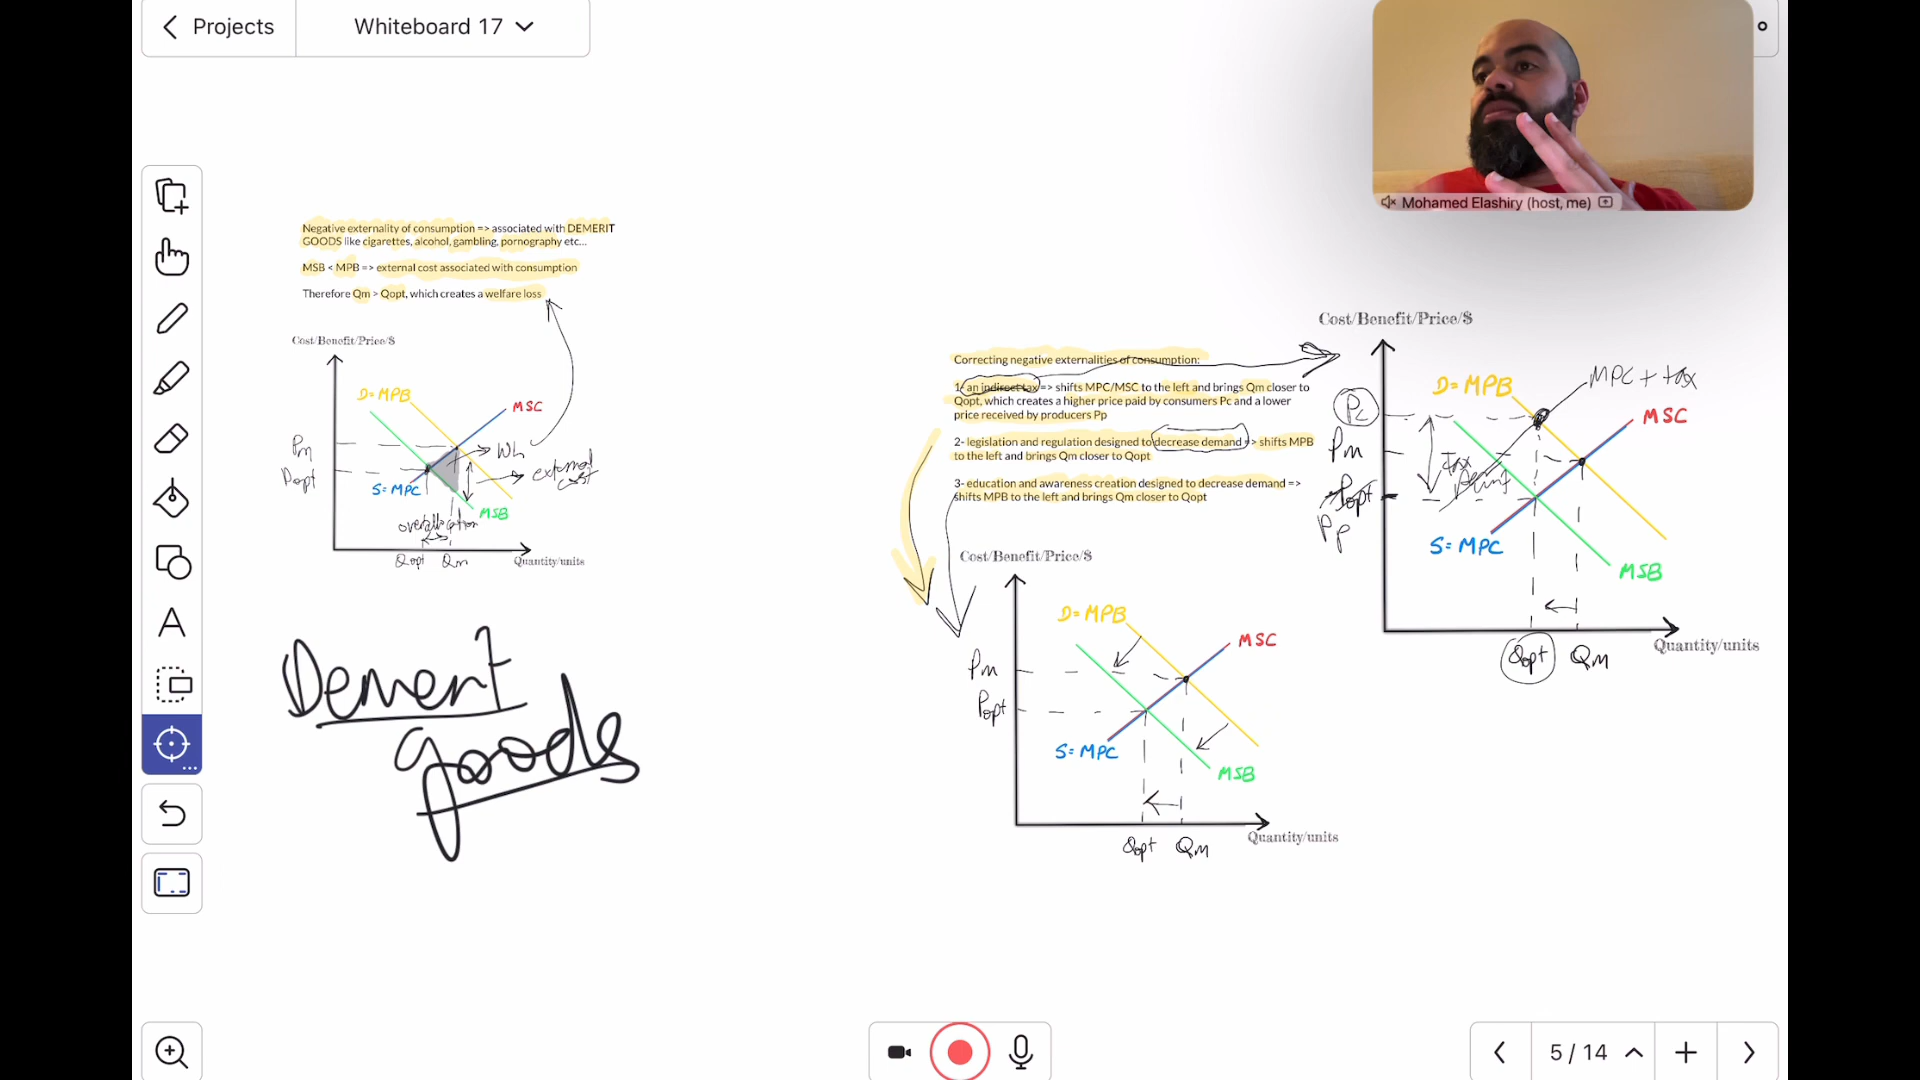 Projects
Whiteboard 17
Mohamed Elashiry (host, me)
Negative externality of consumption => associated with DEMERIT
GOODS like cigarettes, alcohol, gambling, pornography etc...
MSB < MPB => external cost associated with consumption
Therefore Qm > Qopt, which creates a welfare loss
Cost/Benefit/Price/$
D=MPB
MSC
Pm
WL
Popt
external cost
S=MPC
MSB
overallocation
Qopt
Qm
Quantity/units
Demerit
goods
Correcting negative externalities of consumption:
1- an indirect tax => shifts MPC/MSC to the left and brings Qm closer to
Qopt, which creates a higher price paid by consumers Pc and a lower
price received by producers Pp
2- legislation and regulation designed to decrease demand => shifts MPB
to the left and brings Qm closer to Qopt
3- education and awareness creation designed to decrease demand =>
shifts MPB to the left and brings Qm closer to Qopt
Cost/Benefit/Price/$
D=MPB
MSC
Pm
Popt
S=MPC
MSB
Qopt
Qm
Quantity/units
Cost/Benefit/Price/$
MPC + tax
D=MPB
Pc
MSC
Pm
tax
Popt
Pp
S=MPC
MSB
Qopt
Qm
Quantity/units
5 / 14